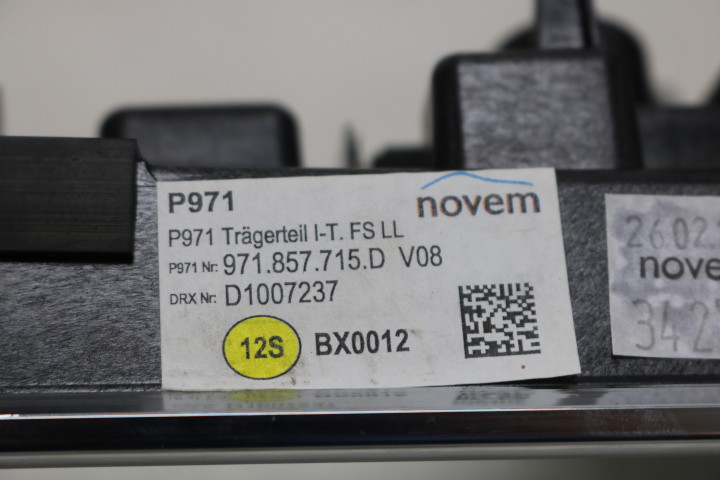 P971 novem
P971 Trägerteil I-T. FS LL
P971 Nr: 971.857.715.D V08
DRX Nr: D1007237
12S BX0012
26.02.
nove
342